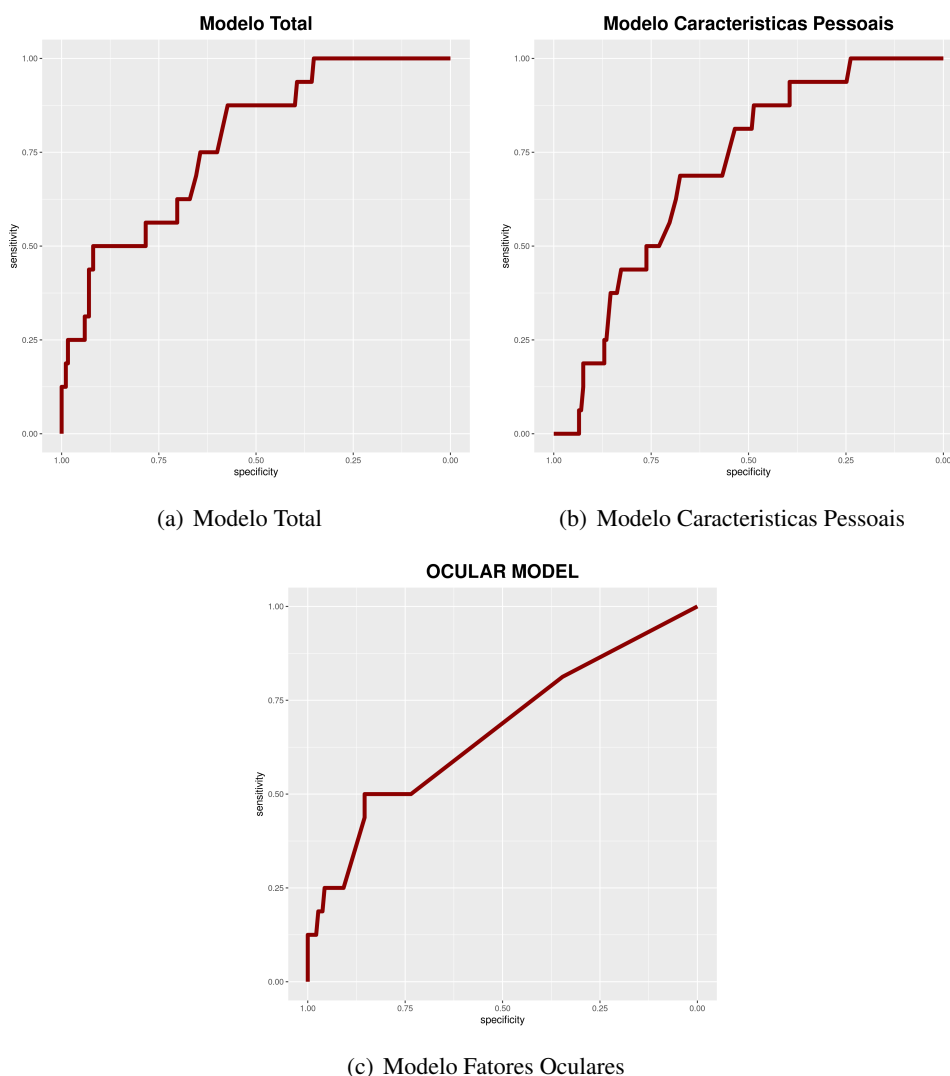 Modelo Total
1.00
0.75
0.50
0.25
0.00
sensitivity
1.00 0.75 0.50 0.25 0.00
specificity
(a) Modelo Total
Modelo Caracteristicas Pessoais
1.00
0.75
0.50
0.25
0.00
sensitivity
1.00 0.75 0.50 0.25 0.00
specificity
(b) Modelo Caracteristicas Pessoais
OCULAR MODEL
1.00
0.75
0.50
0.25
0.00
sensitivity
1.00 0.75 0.50 0.25 0.00
specificity
(c) Modelo Fatores Oculares